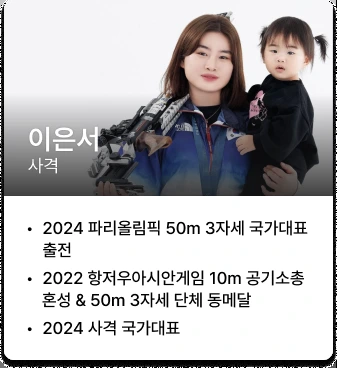 이은서
사격
• 2024 파리올림픽 50m 3자세 국가대표
출전
• 2022 항저우아시안게임 10m 공기소총
혼성 & 50m 3자세 단체 동메달
• 2024 사격 국가대표